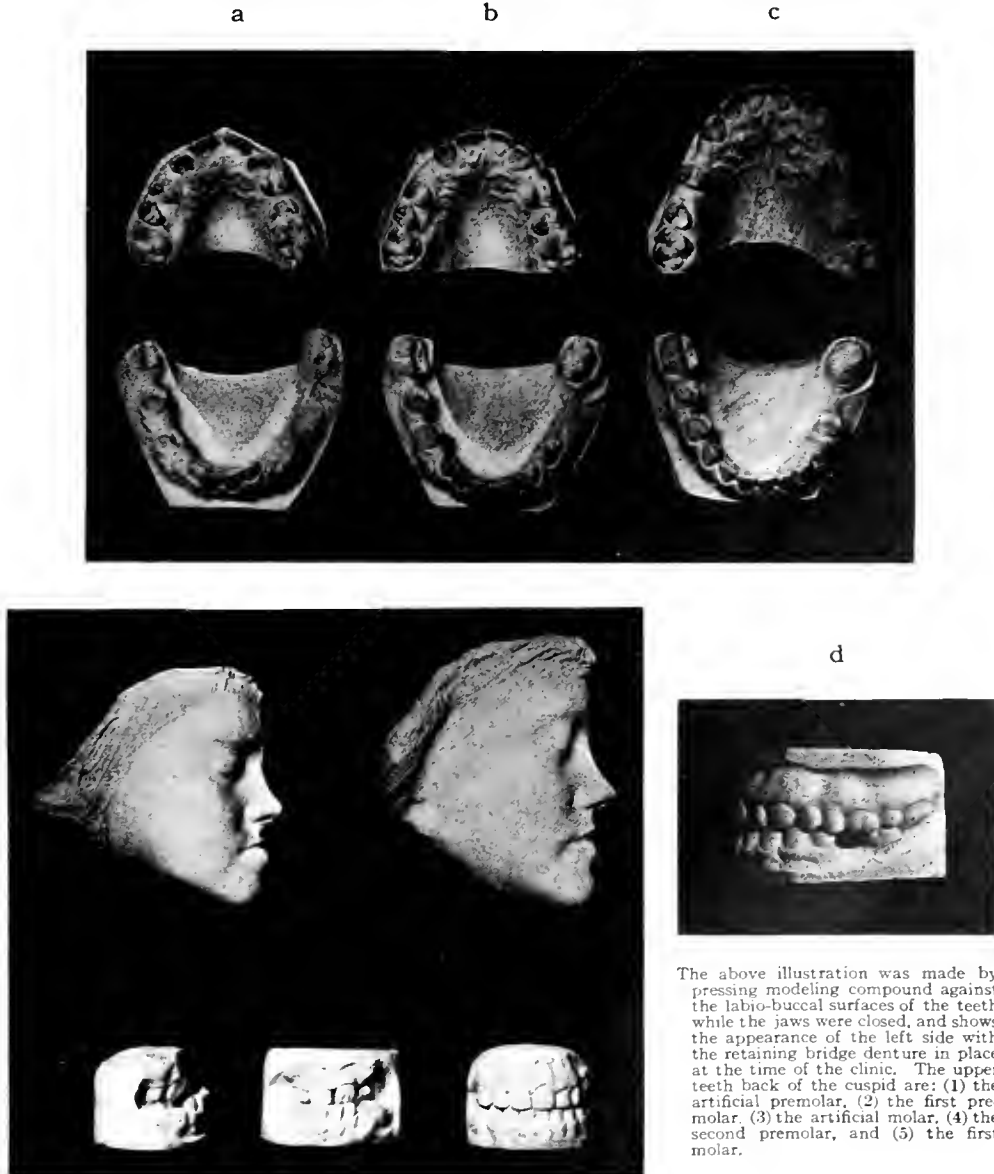 a b c
d
The above illustration was made by
pressing modeling compound against
the labio-buccal surfaces of the teeth
while the jaws were closed, and shows
the appearance of the left side with
the retaining bridge denture in place
at the time of the clinic. The upper
teeth back of the cuspid are: (1) the
artificial premolar, (2) the first pre-
molar, (3) the artificial molar, (4) the
second premolar, and (5) the first
molar.